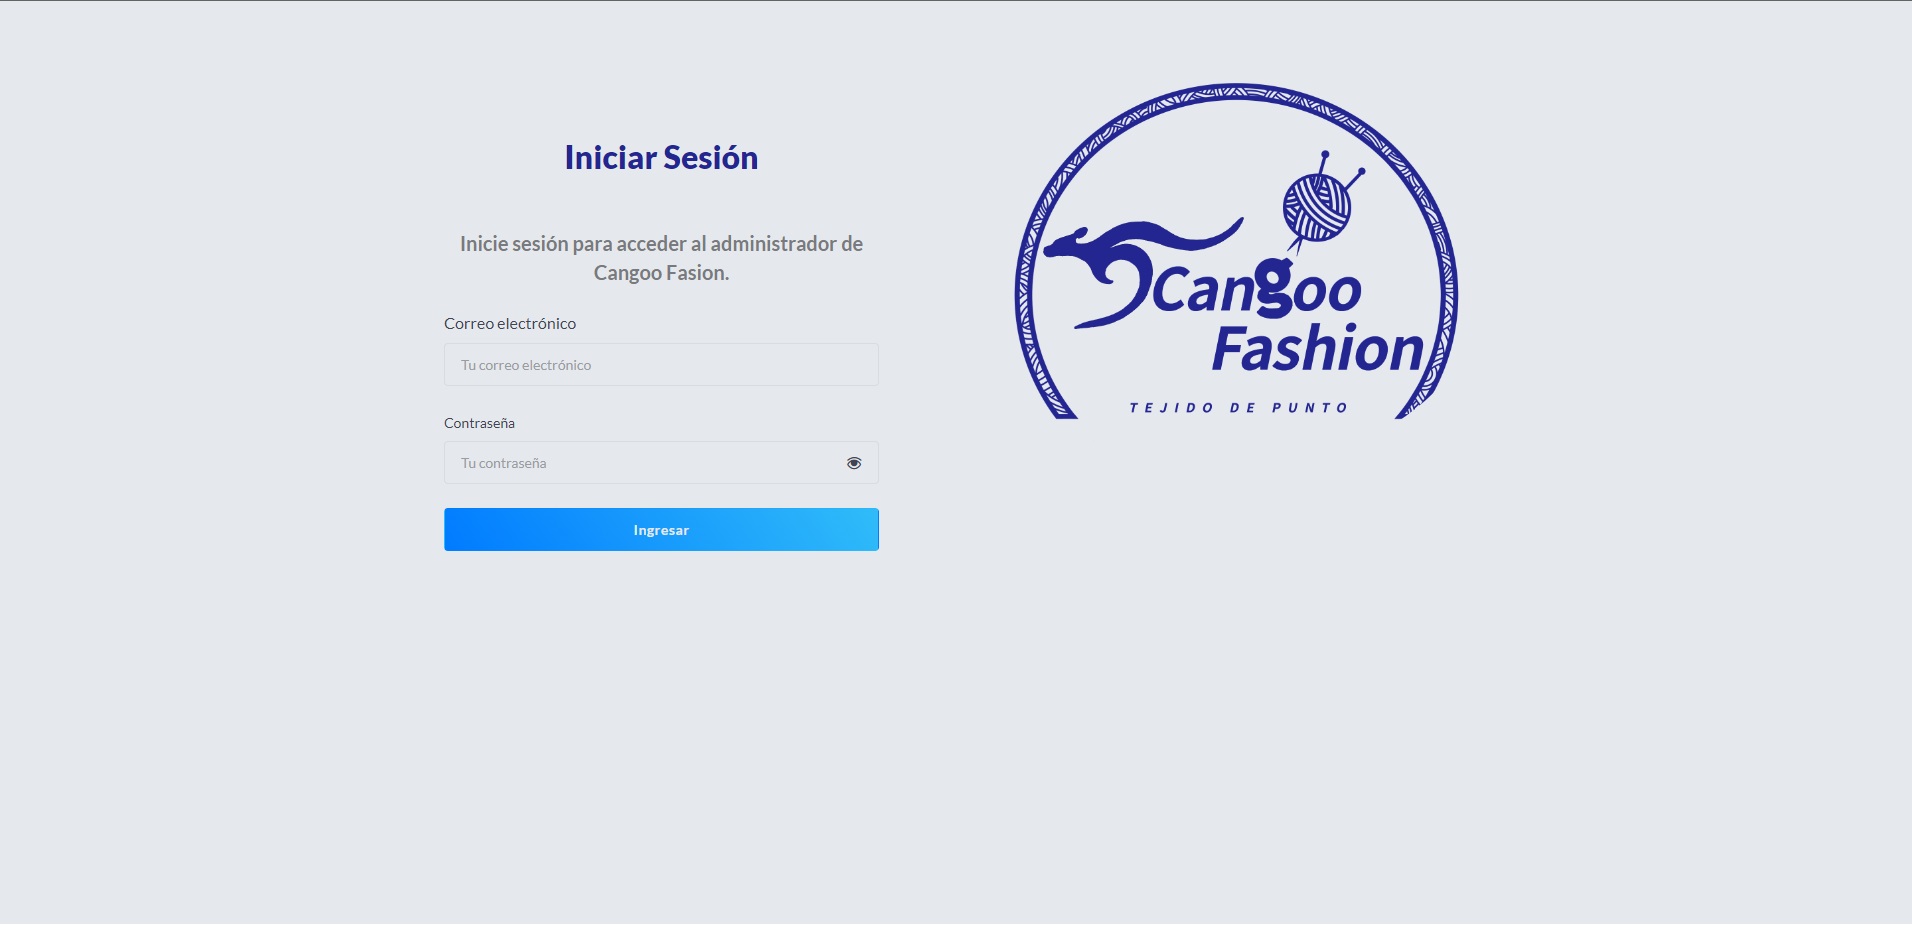 Iniciar Sesión
Inicie sesión para acceder al administrador de
Cangoo Fasion.
Correo electrónico
Tu correo electrónico
Contraseña
Tu contraseña
Ingresar
Cangoo
Fashion
TEJIDO DE PUNTO